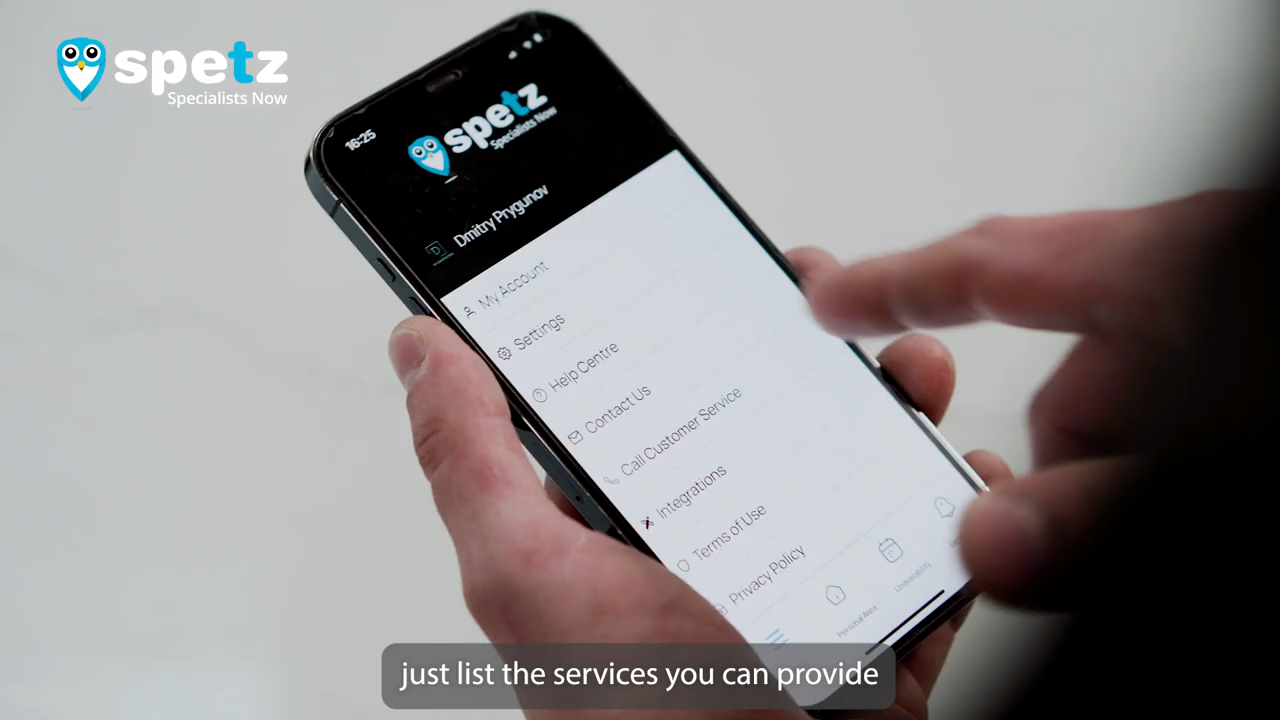 spetz
Specialists Now
16:25
spetz
Specialists Now
Dmitry Prygunov
My Account
Settings
Help Centre
Contact Us
Call Customer Service
Integrations
Terms of Use
Privacy Policy
Personal Area
Unavailability
just list the services you can provide